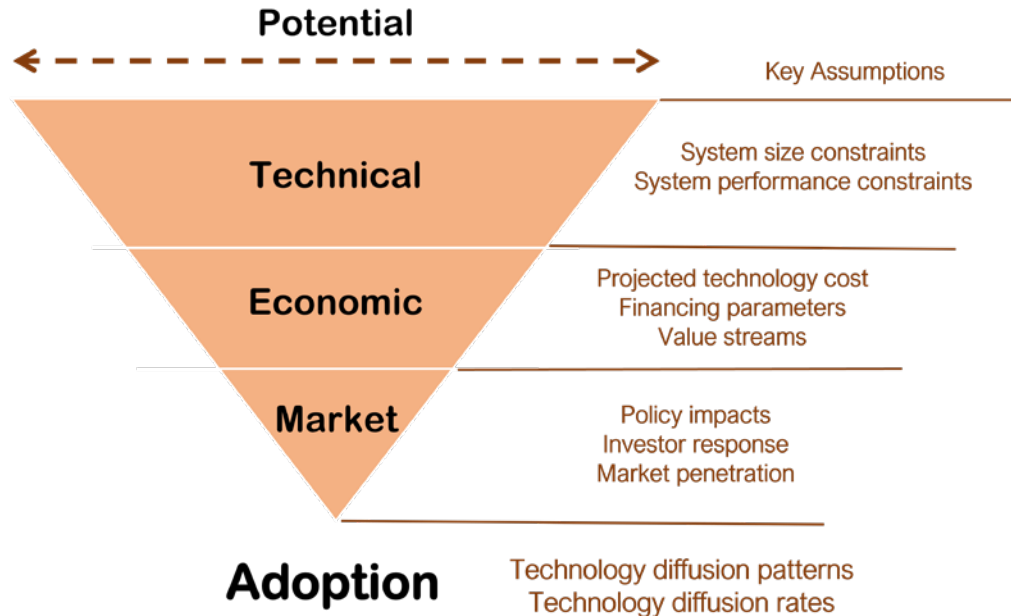 Potential
Key Assumptions
Technical
System size constraints
System performance constraints
Economic
Projected technology cost
Financing parameters
Value streams
Market
Policy impacts
Investor response
Market penetration
Adoption
Technology diffusion patterns
Technology diffusion rates